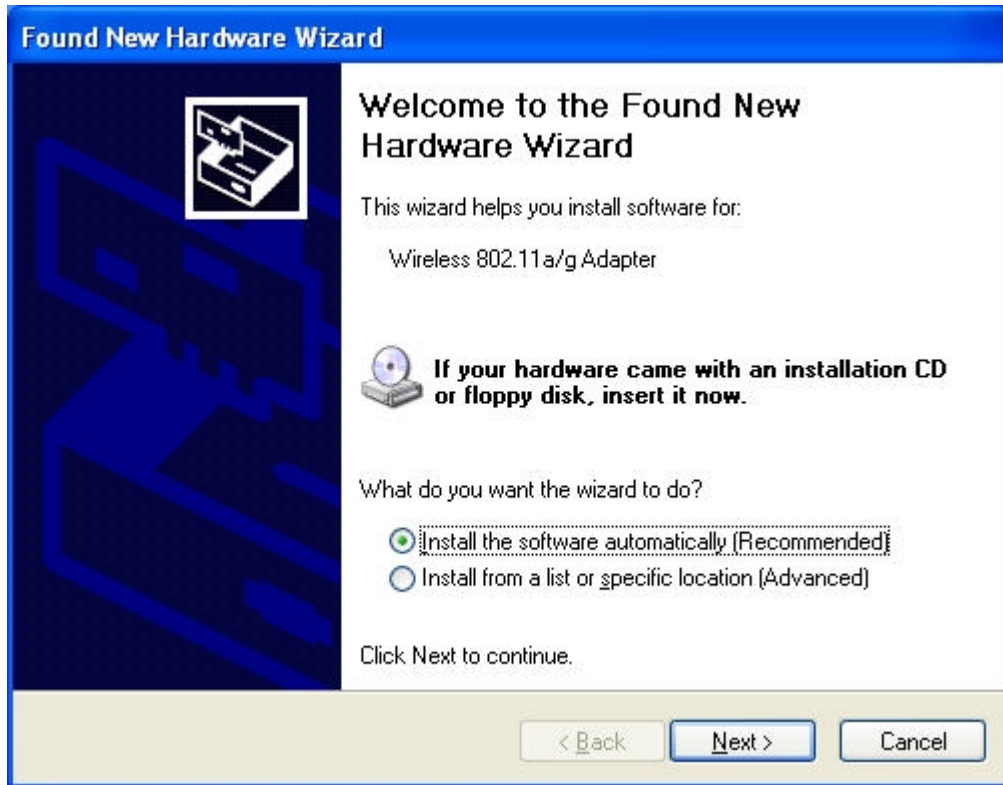 Found New Hardware Wizard
Welcome to the Found New
Hardware Wizard
This wizard helps you install software for:
Wireless 802.11a/g Adapter
If your hardware came with an installation CD
or floppy disk, insert it now.
What do you want the wizard to do?
Install the software automatically (Recommended)
Install from a list or specific location (Advanced)
Click Next to continue.
< Back Next > Cancel